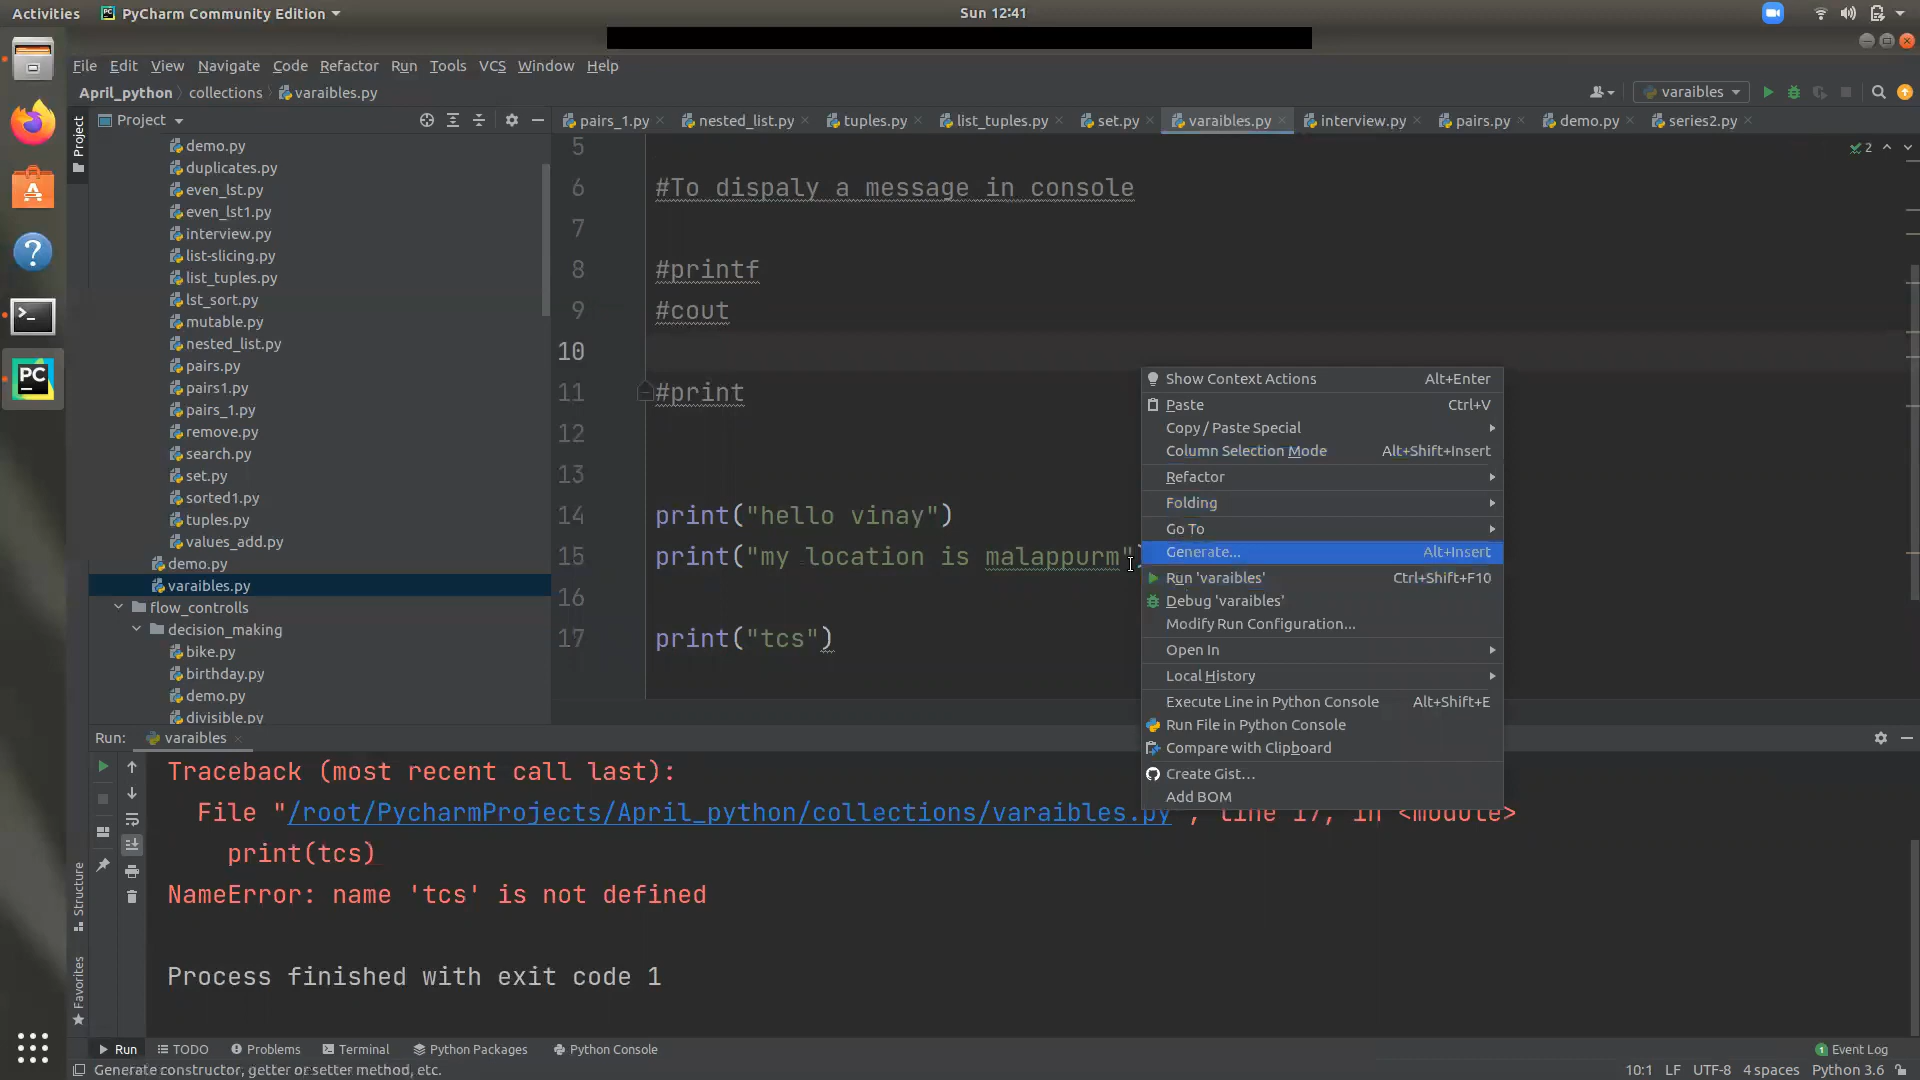 Activities PyCharm Community Edition Sun 12:41
File Edit View Navigate Code Refactor Run Tools VCS Window Help
April_python collections varaibles.py varaibles
Project
pairs_1.py nested_list.py tuples.py list_tuples.py set.py varaibles.py interview.py pairs.py demo.py series2.py
Project
demo.py
duplicates.py
even_lst.py
even_lst1.py
interview.py
list-slicing.py
list_tuples.py
lst_sort.py
mutable.py
nested_list.py
pairs.py
pairs1.py
pairs_1.py
remove.py
search.py
set.py
sorted1.py
tuples.py
values_add.py
demo.py
varaibles.py
flow_controlls
decision_making
bike.py
birthday.py
demo.py
divisible.py
2
5
6 #To dispaly a message in console
7
8 #printf
9 #cout
10
11 #print
12
13
14 print("hello vinay")
15 print("my location is malappurm")
16
17 print("tcs")
Show Context Actions Alt+Enter
Paste Ctrl+V
Copy / Paste Special
Column Selection Mode Alt+Shift+Insert
Refactor
Folding
Go To
Generate... Alt+Insert
Run 'varaibles' Ctrl+Shift+F10
Debug 'varaibles'
Modify Run Configuration...
Open In
Local History
Execute Line in Python Console Alt+Shift+E
Run File in Python Console
Compare with Clipboard
Create Gist...
Add BOM
Run: varaibles
Traceback (most recent call last):
File "/root/PycharmProjects/April_python/collections/varaibles.py", line 17, in <module>
print(tcs)
NameError: name 'tcs' is not defined
Process finished with exit code 1
Structure
Favorites
Run TODO Problems Terminal Python Packages Python Console 1 Event Log
Generate constructor, getter or setter method, etc. 10:1 LF UTF-8 4 spaces Python 3.6